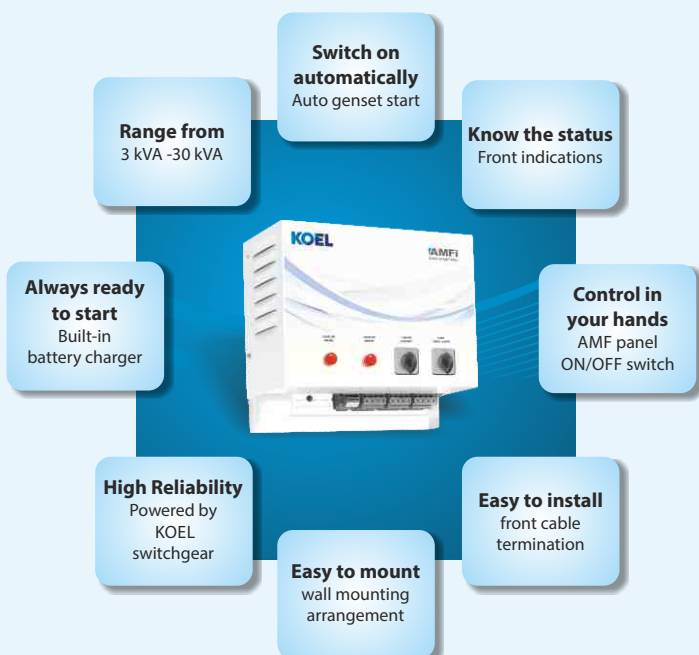 Switch on
automatically
Auto genset start
Range from
3 kVA -30 kVA
Know the status
Front indications
KOEL
AMFi
Always ready
to start
Built-in
battery charger
Control in
your hands
AMF panel
ON/OFF switch
High Reliability
Powered by
KOEL
switchgear
Easy to install
front cable
termination
Easy to mount
wall mounting
arrangement